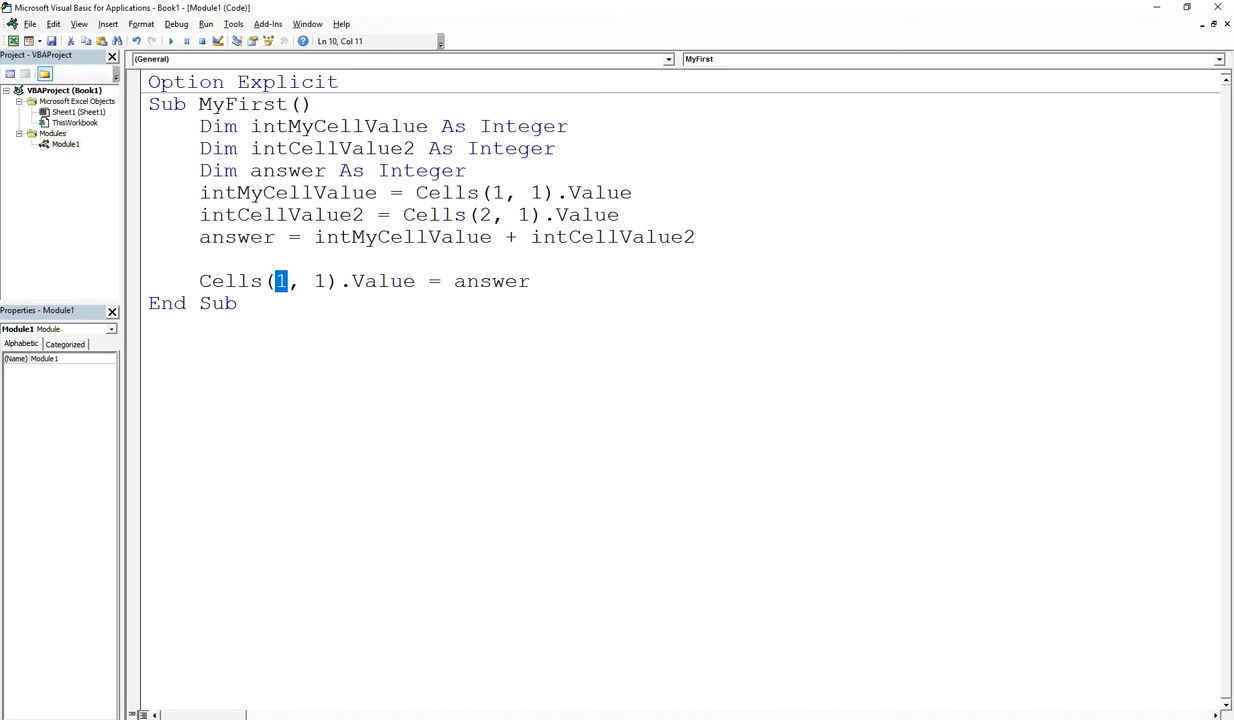 Microsoft Visual Basic for Applications - Book1 - [Module1 (Code)]
File Edit View Insert Format Debug Run Tools Add-Ins Window Help
Ln 10, Col 11
Project - VBAProject
(General) MyFirst
VBAProject (Book1)
Microsoft Excel Objects
Sheet1 (Sheet1)
ThisWorkbook
Modules
Module1
Option Explicit
Sub MyFirst()
Dim intMyCellValue As Integer
Dim intCellValue2 As Integer
Dim answer As Integer
intMyCellValue = Cells(1, 1).Value
intCellValue2 = Cells(2, 1).Value
answer = intMyCellValue + intCellValue2
Cells(1, 1).Value = answer
End Sub
Properties - Module1
Module1 Module
Alphabetic Categorized
(Name) Module1